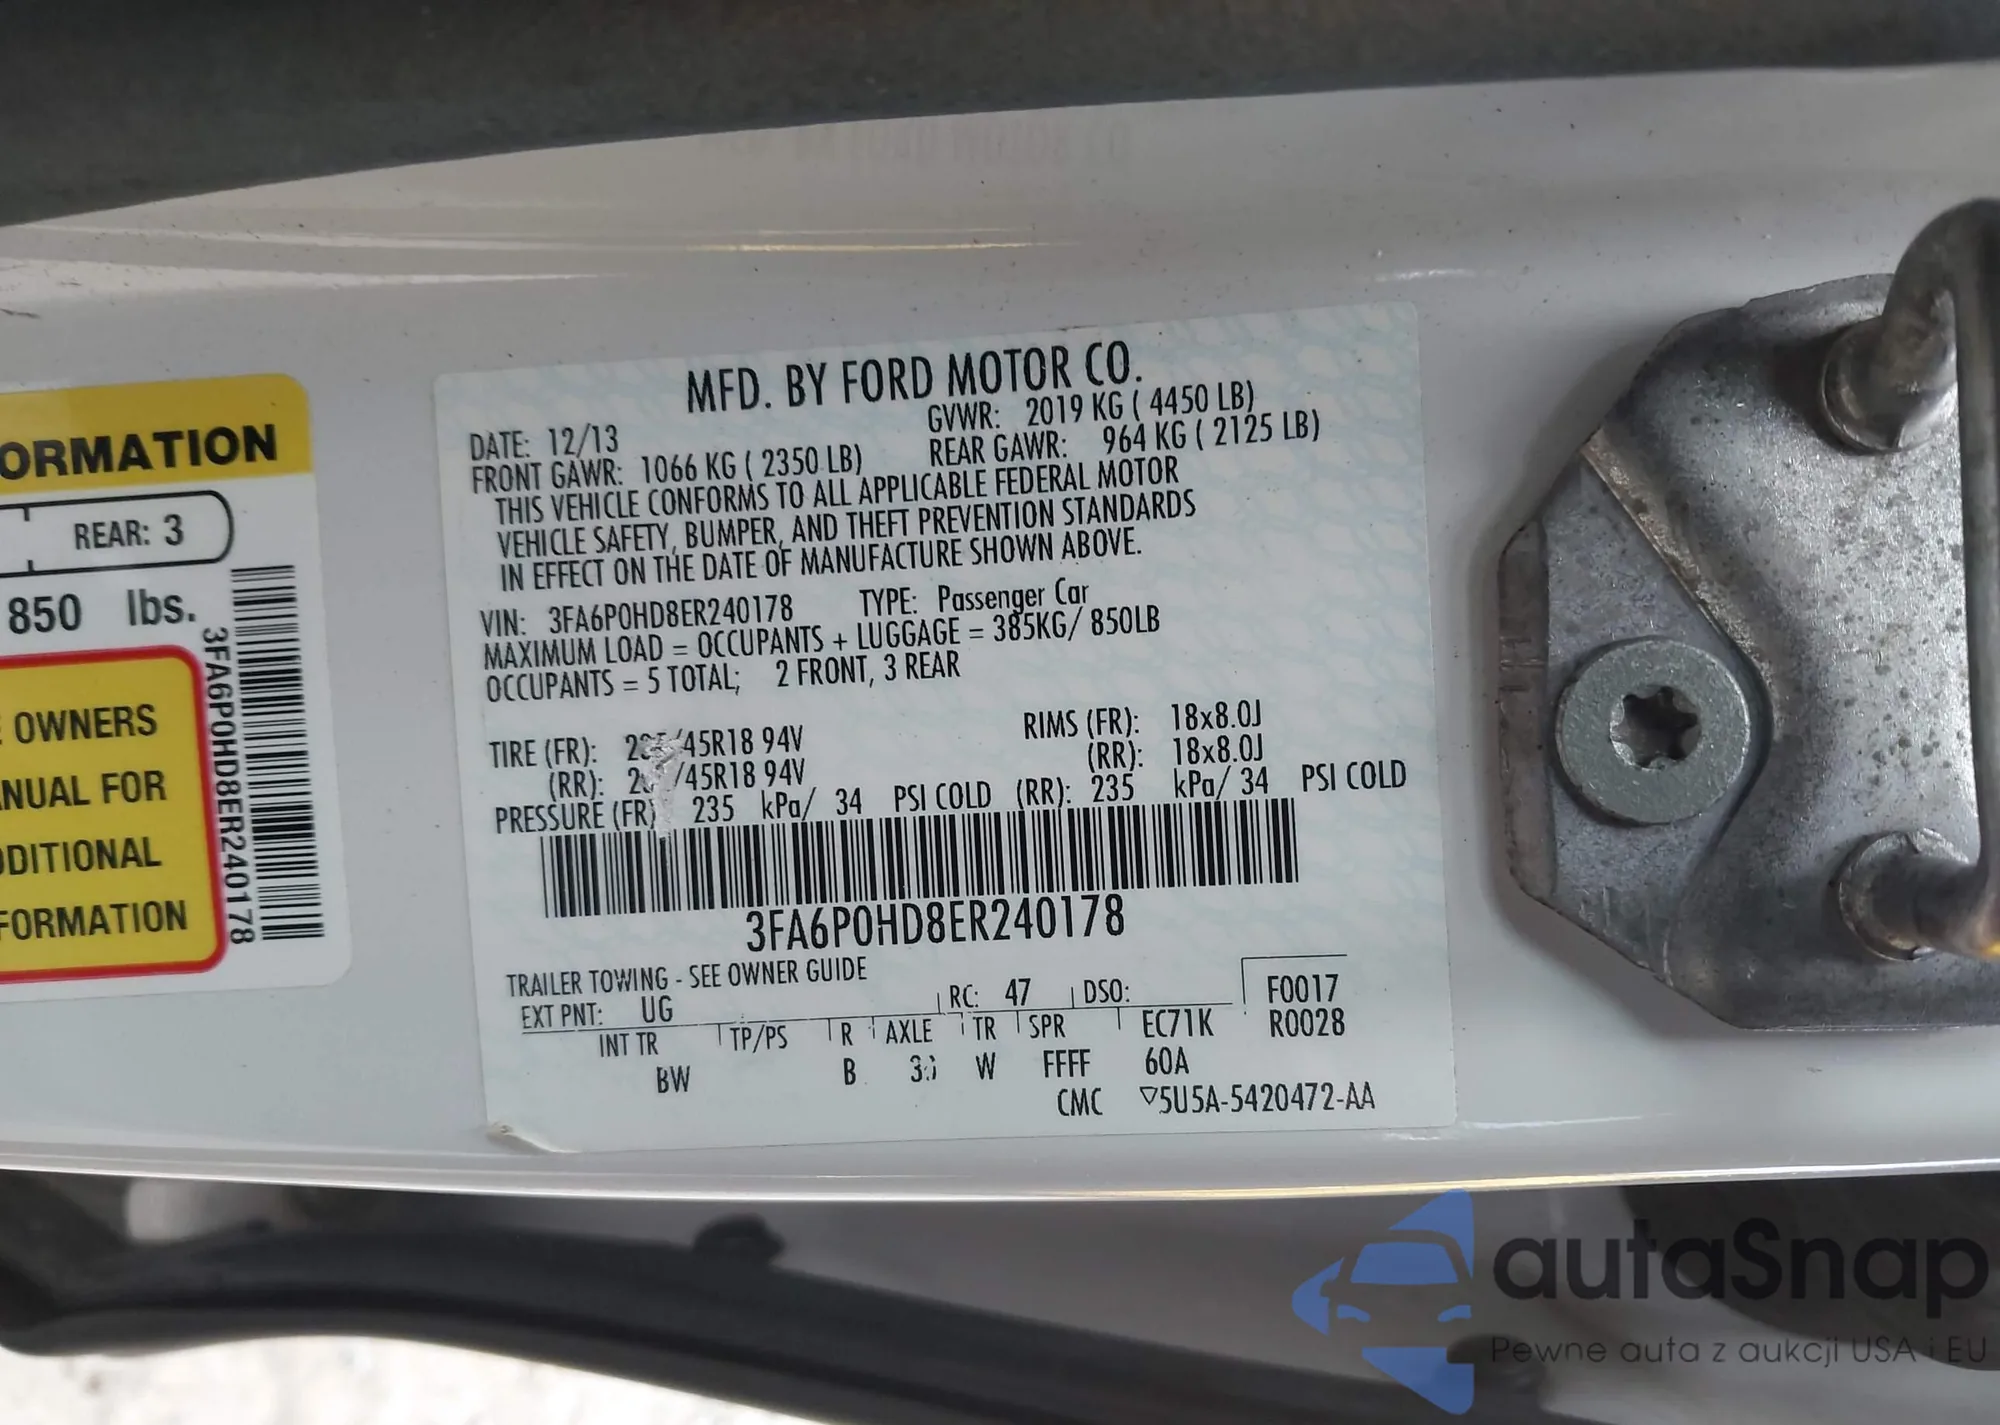 ORMATION
REAR: 3
850 lbs.
OWNERS
NUAL FOR
DITIONAL
FORMATION
3FA6P0HD8ER240178
MFD. BY FORD MOTOR CO.
DATE: 12/13 GVWR: 2019 KG ( 4450 LB)
FRONT GAWR: 1066 KG ( 2350 LB) REAR GAWR: 964 KG ( 2125 LB)
THIS VEHICLE CONFORMS TO ALL APPLICABLE FEDERAL MOTOR
VEHICLE SAFETY, BUMPER, AND THEFT PREVENTION STANDARDS
IN EFFECT ON THE DATE OF MANUFACTURE SHOWN ABOVE.
VIN: 3FA6P0HD8ER240178 TYPE: Passenger Car
MAXIMUM LOAD = OCCUPANTS + LUGGAGE = 385KG/ 850LB
OCCUPANTS = 5 TOTAL; 2 FRONT, 3 REAR
TIRE (FR): /45R18 94V RIMS (FR): 18x8.0J
(RR): /45R18 94V (RR): 18x8.0J
PRESSURE (FR) 235 kPa/ 34 PSI COLD (RR): 235 kPa/ 34 PSI COLD
3FA6P0HD8ER240178
TRAILER TOWING - SEE OWNER GUIDE
EXT PNT: UG RC: 47 DSO: F0017
INT TR TP/PS R AXLE TR SPR EC71K R0028
BW B W FFFF 60A
CMC ▽5U5A-5420472-AA
autaSnap
Pewne auta z aukcji USA i EU